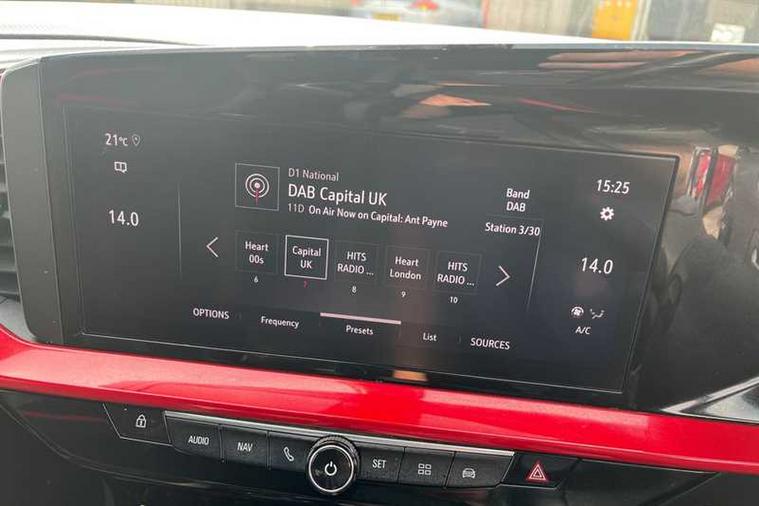 21°C
14.0
D1 National
DAB Capital UK
11D On Air Now on Capital: Ant Payne
Band
DAB
Station 3/30
15:25
14.0
A/C
Heart
00s
6
Capital
UK
7
HITS
RADIO ...
8
Heart
London
9
HITS
RADIO ...
10
OPTIONS
Frequency
Presets
List
SOURCES
AUDIO
NAV
SET